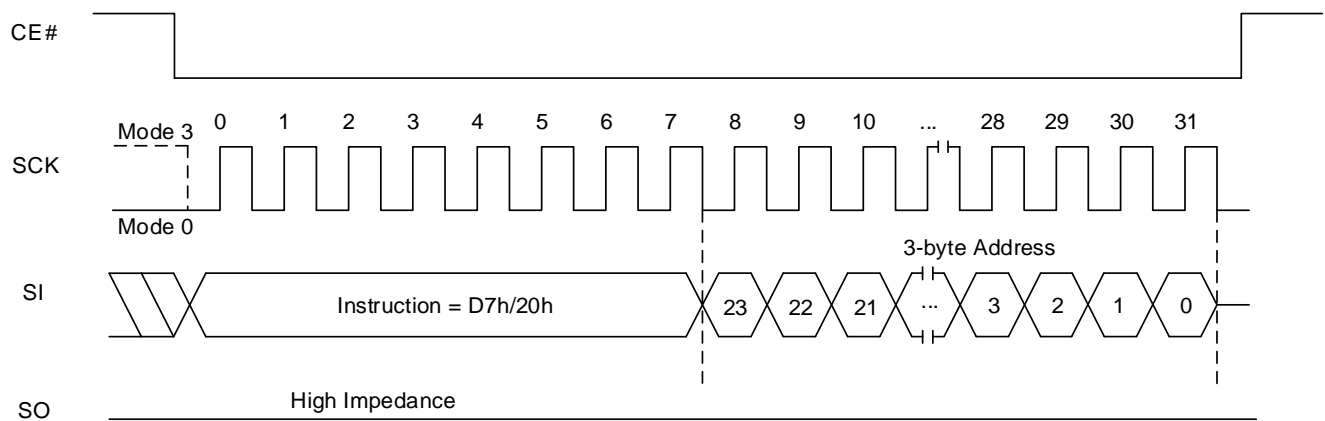 CE#
0 1 2 3 4 5 6 7 8 9 10 ... 28 29 30 31
Mode 3
SCK
Mode 0
3-byte Address
SI
Instruction = D7h/20h 23 22 21 ... 3 2 1 0
High Impedance
SO